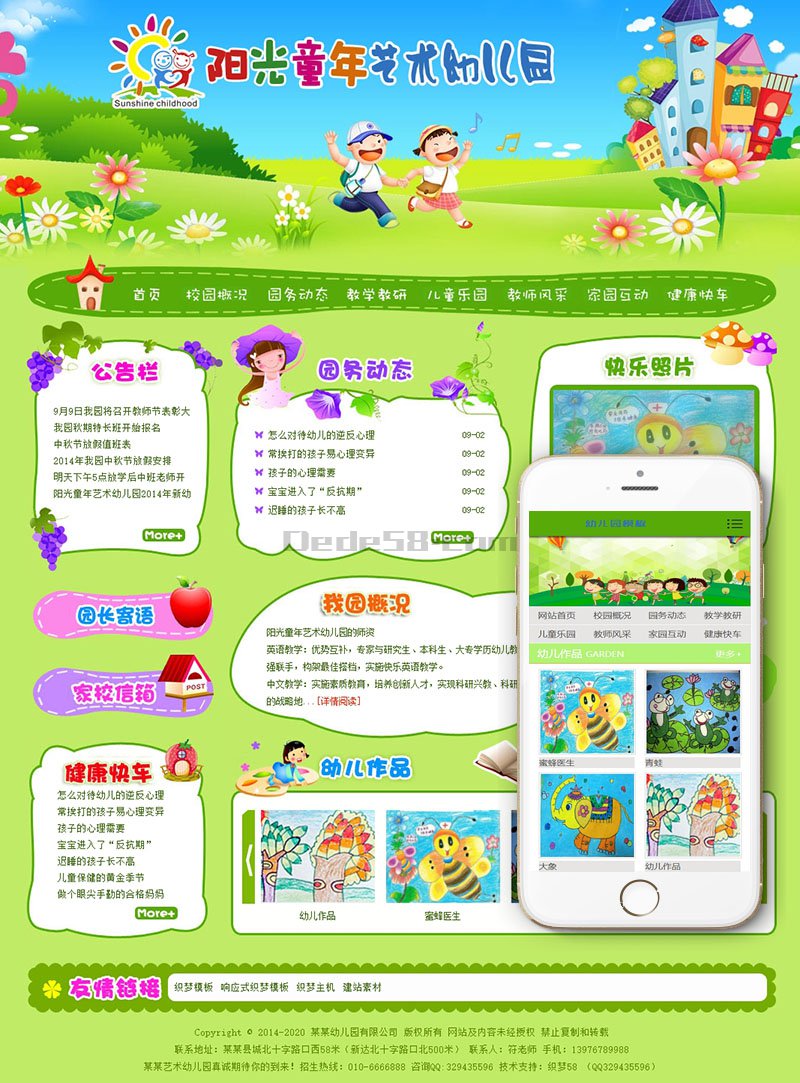 阳光童年艺术幼儿园
Sunshine childhood
首页 校园概况 园务动态 教学教研 儿童乐园 教师风采 家园互动 健康快车
公告栏
9月9日我园将召开教师节表彰大
我园秋期特长班开始报名
中秋节放假值班表
2014年我园中秋节放假安排
明天下午5点放学后中班老师开
阳光童年艺术幼儿园2014年新幼
More+
园务动态
怎么对待幼儿的逆反心理 09-02
常挨打的孩子易心理变异 09-02
孩子的心理需要 09-02
宝宝进入了“反抗期” 09-02
迟睡的孩子长不高 09-02
More+
快乐照片
Dede58.com
园长寄语
家校信箱
POST
我园概况
阳光童年艺术幼儿园的师资
英语教学：优势互补，专家与研究生、本科生、大专学历幼儿教
强联手，构架最佳搭档，实施快乐英语教学。
中文教学：实施素质教育，培养创新人才，实现科研兴教、科研
的战略地...[详情阅读]
健康快车
怎么对待幼儿的逆反心理
常挨打的孩子易心理变异
孩子的心理需要
宝宝进入了“反抗期”
迟睡的孩子长不高
儿童保健的黄金季节
做个眼尖手勤的合格妈妈
More+
幼儿作品
幼儿作品
蜜蜂医生
幼儿园模板
网站首页 校园概况 园务动态 教学教研
儿童乐园 教师风采 家园互动 健康快车
幼儿作品 GARDEN 更多
蜜蜂医生 青蛙
大象 幼儿作品
友情链接
织梦模板 响应式织梦模板 织梦主机 建站素材
Copyright © 2014-2020 某某幼儿园有限公司 版权所有 网站及内容未经授权 禁止复制和转载
联系地址：某某县城北十字路口西58米（新达北十字路口北500米） 联系人：符老师 手机：13976789988
某某艺术幼儿园真诚期待你的到来！招生热线：010-6666888 咨询QQ:329435596 技术支持：织梦58 （QQ329435596）